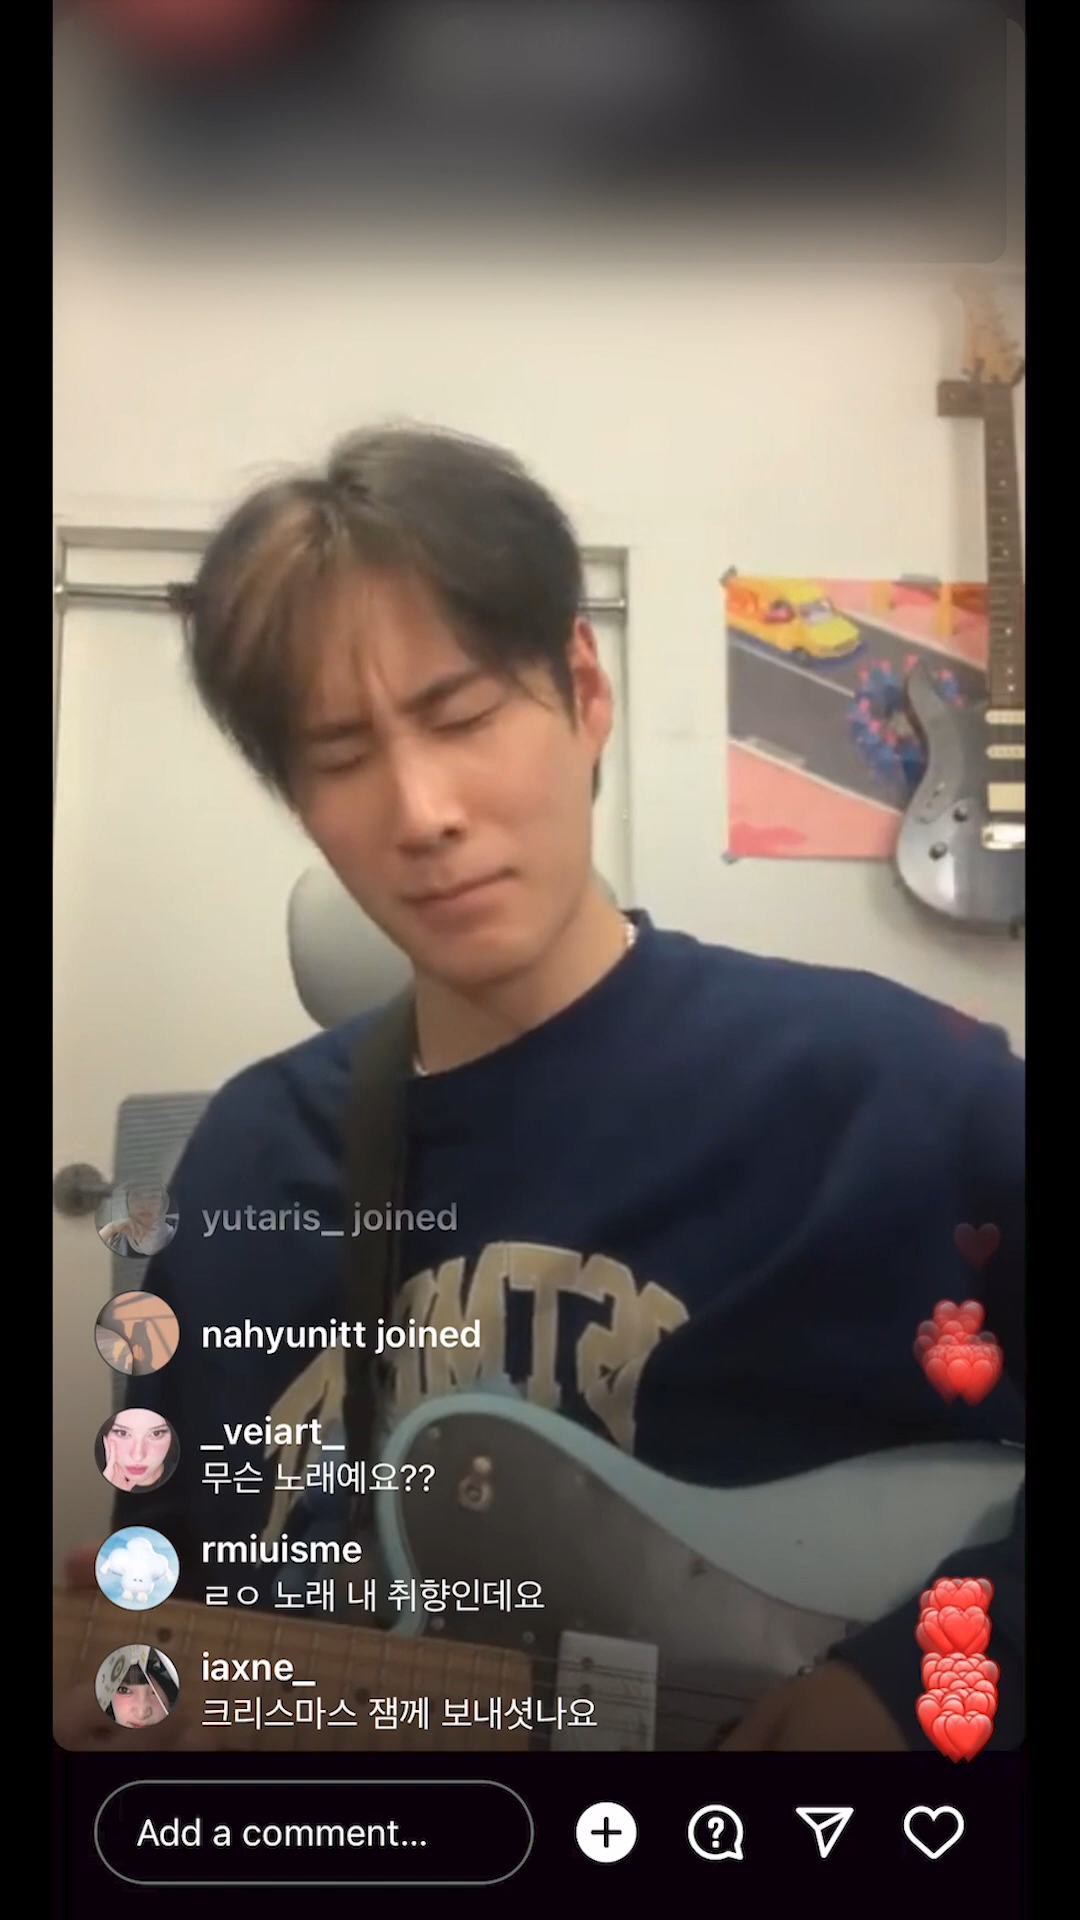 yutaris_ joined
nahyunitt joined
_veiart_
무슨 노래예요??
rmiuisme
ㄹㅇ 노래 내 취향인데요
iaxne_
크리스마스 잼께 보내셧나요
Add a comment...